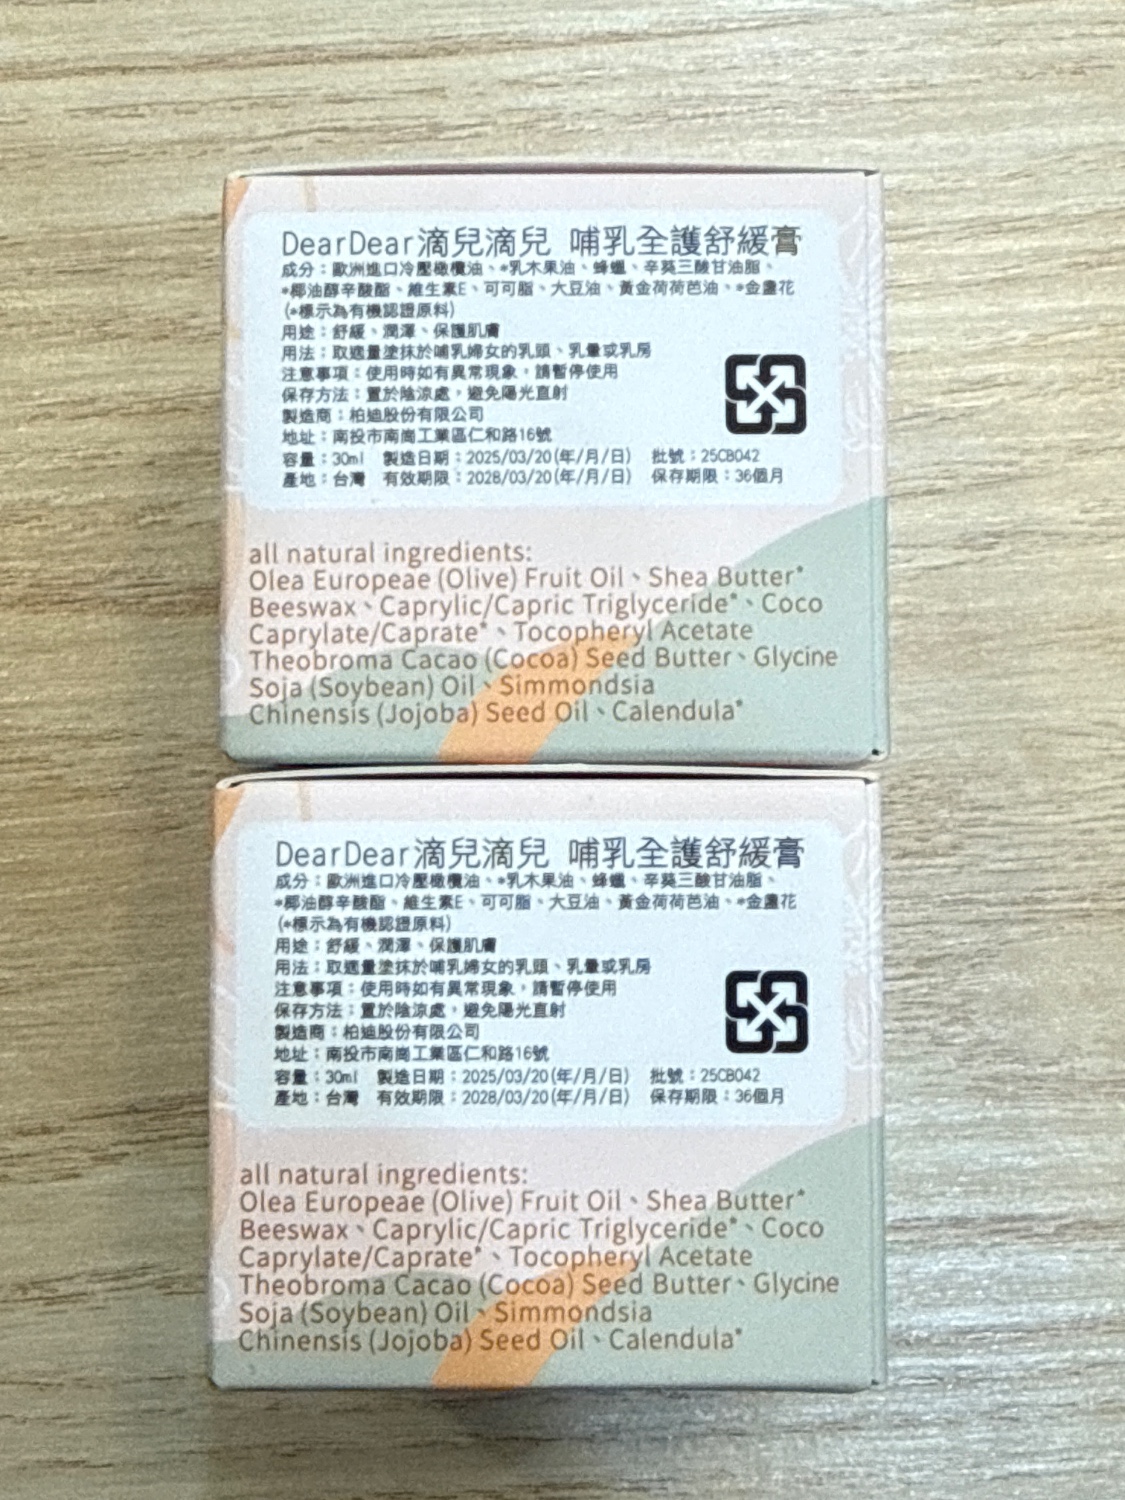 DearDear滴兒滴兒 哺乳全護舒緩膏
成分：歐洲進口冷壓橄欖油、*乳木果油、蜂蠟、辛葵三酸甘油脂、
*椰油醇辛酸酯、維生素E、可可脂、大豆油、黃金荷荷芭油、*金盞花
(*標示為有機認證原料)
用途：舒緩、潤澤、保護肌膚
用法：取適量塗抹於哺乳婦女的乳頭、乳暈或乳房
注意事項：使用時如有異常現象，請暫停使用
保存方法：置於陰涼處，避免陽光直射
製造商：柏迪股份有限公司
地址：南投市南崗工業區仁和路16號
容量：30ml 製造日期：2025/03/20(年/月/日) 批號：25CB042
產地：台灣 有效期限：2028/03/20(年/月/日) 保存期限：36個月
all natural ingredients:
Olea Europeae (Olive) Fruit Oil、Shea Butter*
Beeswax、Caprylic/Capric Triglyceride*、Coco
Caprylate/Caprate*、Tocopheryl Acetate
Theobroma Cacao (Cocoa) Seed Butter、Glycine
Soja (Soybean) Oil、Simmondsia
Chinensis (Jojoba) Seed Oil、Calendula*
DearDear滴兒滴兒 哺乳全護舒緩膏
成分：歐洲進口冷壓橄欖油、*乳木果油、蜂蠟、辛葵三酸甘油脂、
*椰油醇辛酸酯、維生素E、可可脂、大豆油、黃金荷荷芭油、*金盞花
(*標示為有機認證原料)
用途：舒緩、潤澤、保護肌膚
用法：取適量塗抹於哺乳婦女的乳頭、乳暈或乳房
注意事項：使用時如有異常現象，請暫停使用
保存方法：置於陰涼處，避免陽光直射
製造商：柏迪股份有限公司
地址：南投市南崗工業區仁和路16號
容量：30ml 製造日期：2025/03/20(年/月/日) 批號：25CB042
產地：台灣 有效期限：2028/03/20(年/月/日) 保存期限：36個月
all natural ingredients:
Olea Europeae (Olive) Fruit Oil、Shea Butter*
Beeswax、Caprylic/Capric Triglyceride*、Coco
Caprylate/Caprate*、Tocopheryl Acetate
Theobroma Cacao (Cocoa) Seed Butter、Glycine
Soja (Soybean) Oil、Simmondsia
Chinensis (Jojoba) Seed Oil、Calendula*